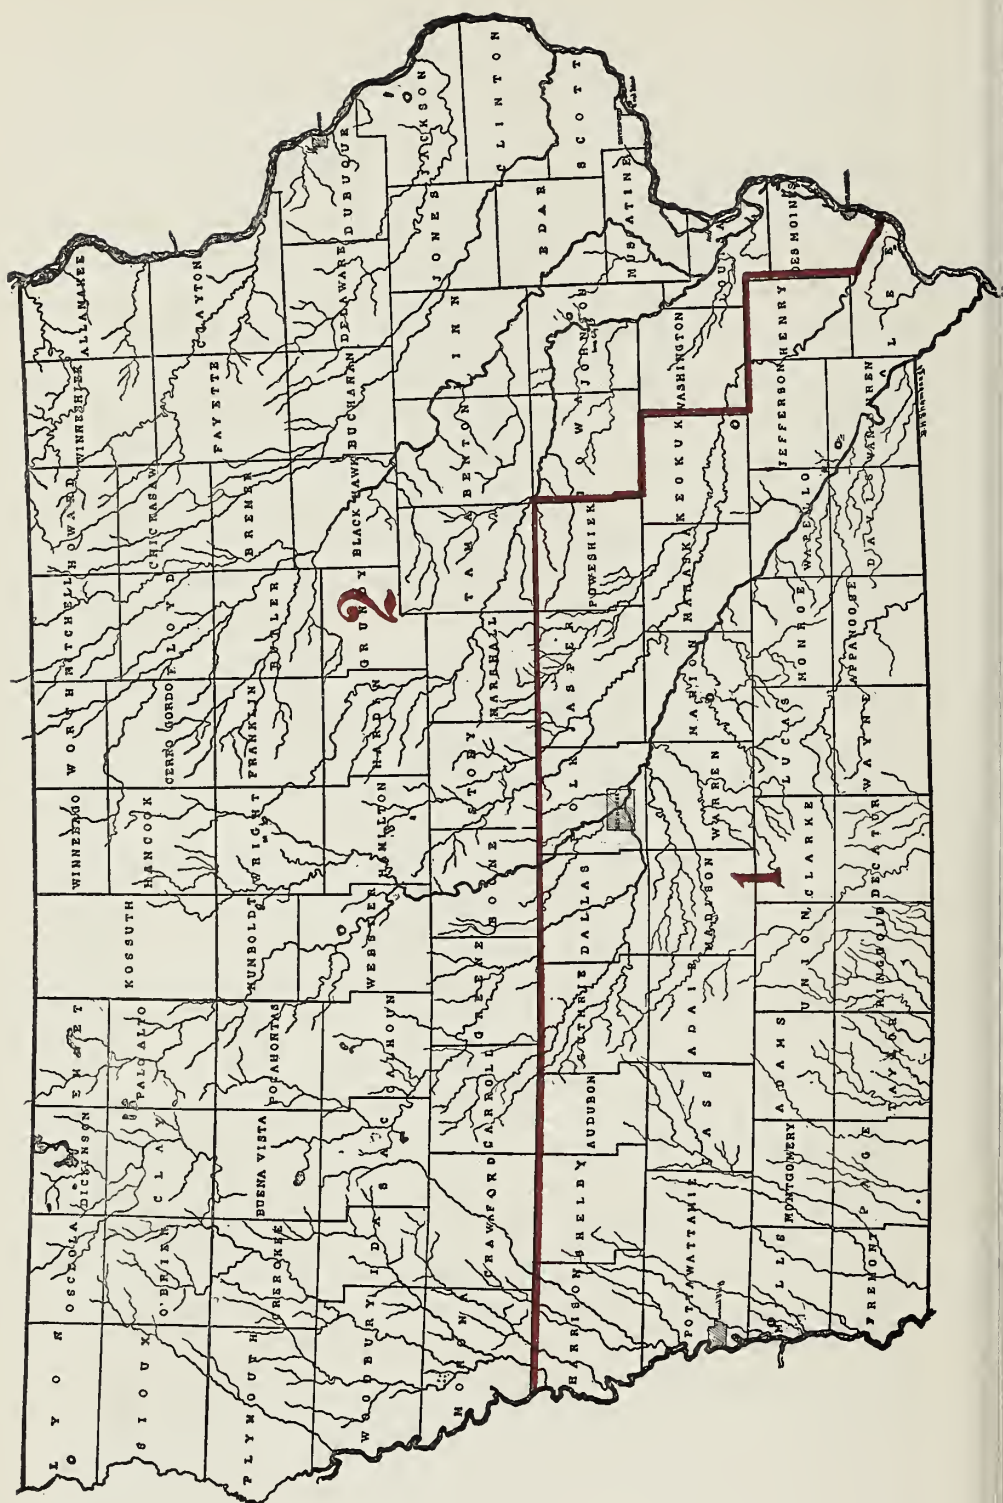 LYON
OSCEOLA
DICKINSON
EMMET
KOSSUTH
WINNEBAGO
WORTH
MITCHELL
HOWARD
WINNESHIEK
ALLAMAKEE
SIOUX
O'BRIEN
CLAY
PALO ALTO
HANCOCK
CERRO GORDO
FLOYD
CHICKASAW
FAYETTE
CLAYTON
PLYMOUTH
CHEROKEE
BUENA VISTA
POCAHONTAS
HUMBOLDT
WRIGHT
FRANKLIN
BUTLER
BREMER
WOODBURY
IDA
SAC
CALHOUN
WEBSTER
HAMILTON
HARDIN
GRUNDY
2
BLACK HAWK
BUCHANAN
DELAWARE
DUBUQUE
MONONA
CRAWFORD
CARROLL
GREENE
BOONE
STORY
MARSHALL
TAMA
BENTON
LINN
JONES
JACKSON
CLINTON
HARRISON
SHELBY
AUDUBON
GUTHRIE
DALLAS
POLK
JASPER
POWESHIEK
IOWA
JOHNSON
CEDAR
SCOTT
MUSCATINE
POTTAWATTAMIE
CASS
ADAIR
MADISON
WARREN
MARION
MAHASKA
KEOKUK
WASHINGTON
LOUISA
1
MILLS
MONTGOMERY
ADAMS
UNION
CLARKE
LUCAS
MONROE
WAPELLO
JEFFERSON
HENRY
DES MOINES
FREMONT
PAGE
TAYLOR
RINGGOLD
DECATUR
WAYNE
APPANOOSE
DAVIS
VAN BUREN
LEE